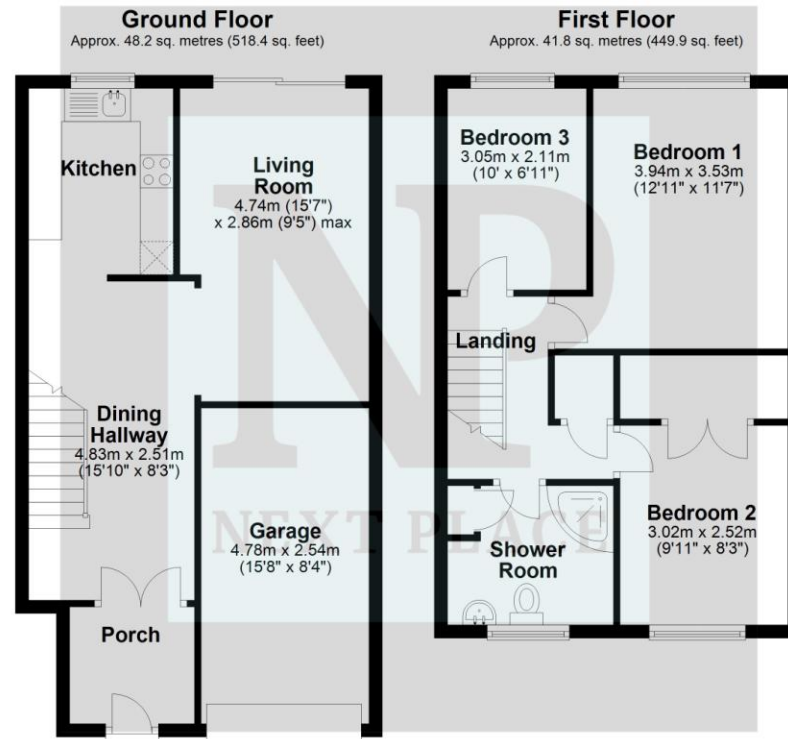 Ground Floor
Approx. 48.2 sq. metres (518.4 sq. feet)
Kitchen
Living
Room
4.74m (15'7")
x 2.86m (9'5") max
Dining
Hallway
4.83m x 2.51m
(15'10" x 8'3")
Garage
4.78m x 2.54m
(15'8" x 8'4")
Porch
First Floor
Approx. 41.8 sq. metres (449.9 sq. feet)
Bedroom 3
3.05m x 2.11m
(10' x 6'11")
Bedroom 1
3.94m x 3.53m
(12'11" x 11'7")
Landing
Bedroom 2
3.02m x 2.52m
(9'11" x 8'3")
Shower
Room
NP
NEXT PLACE